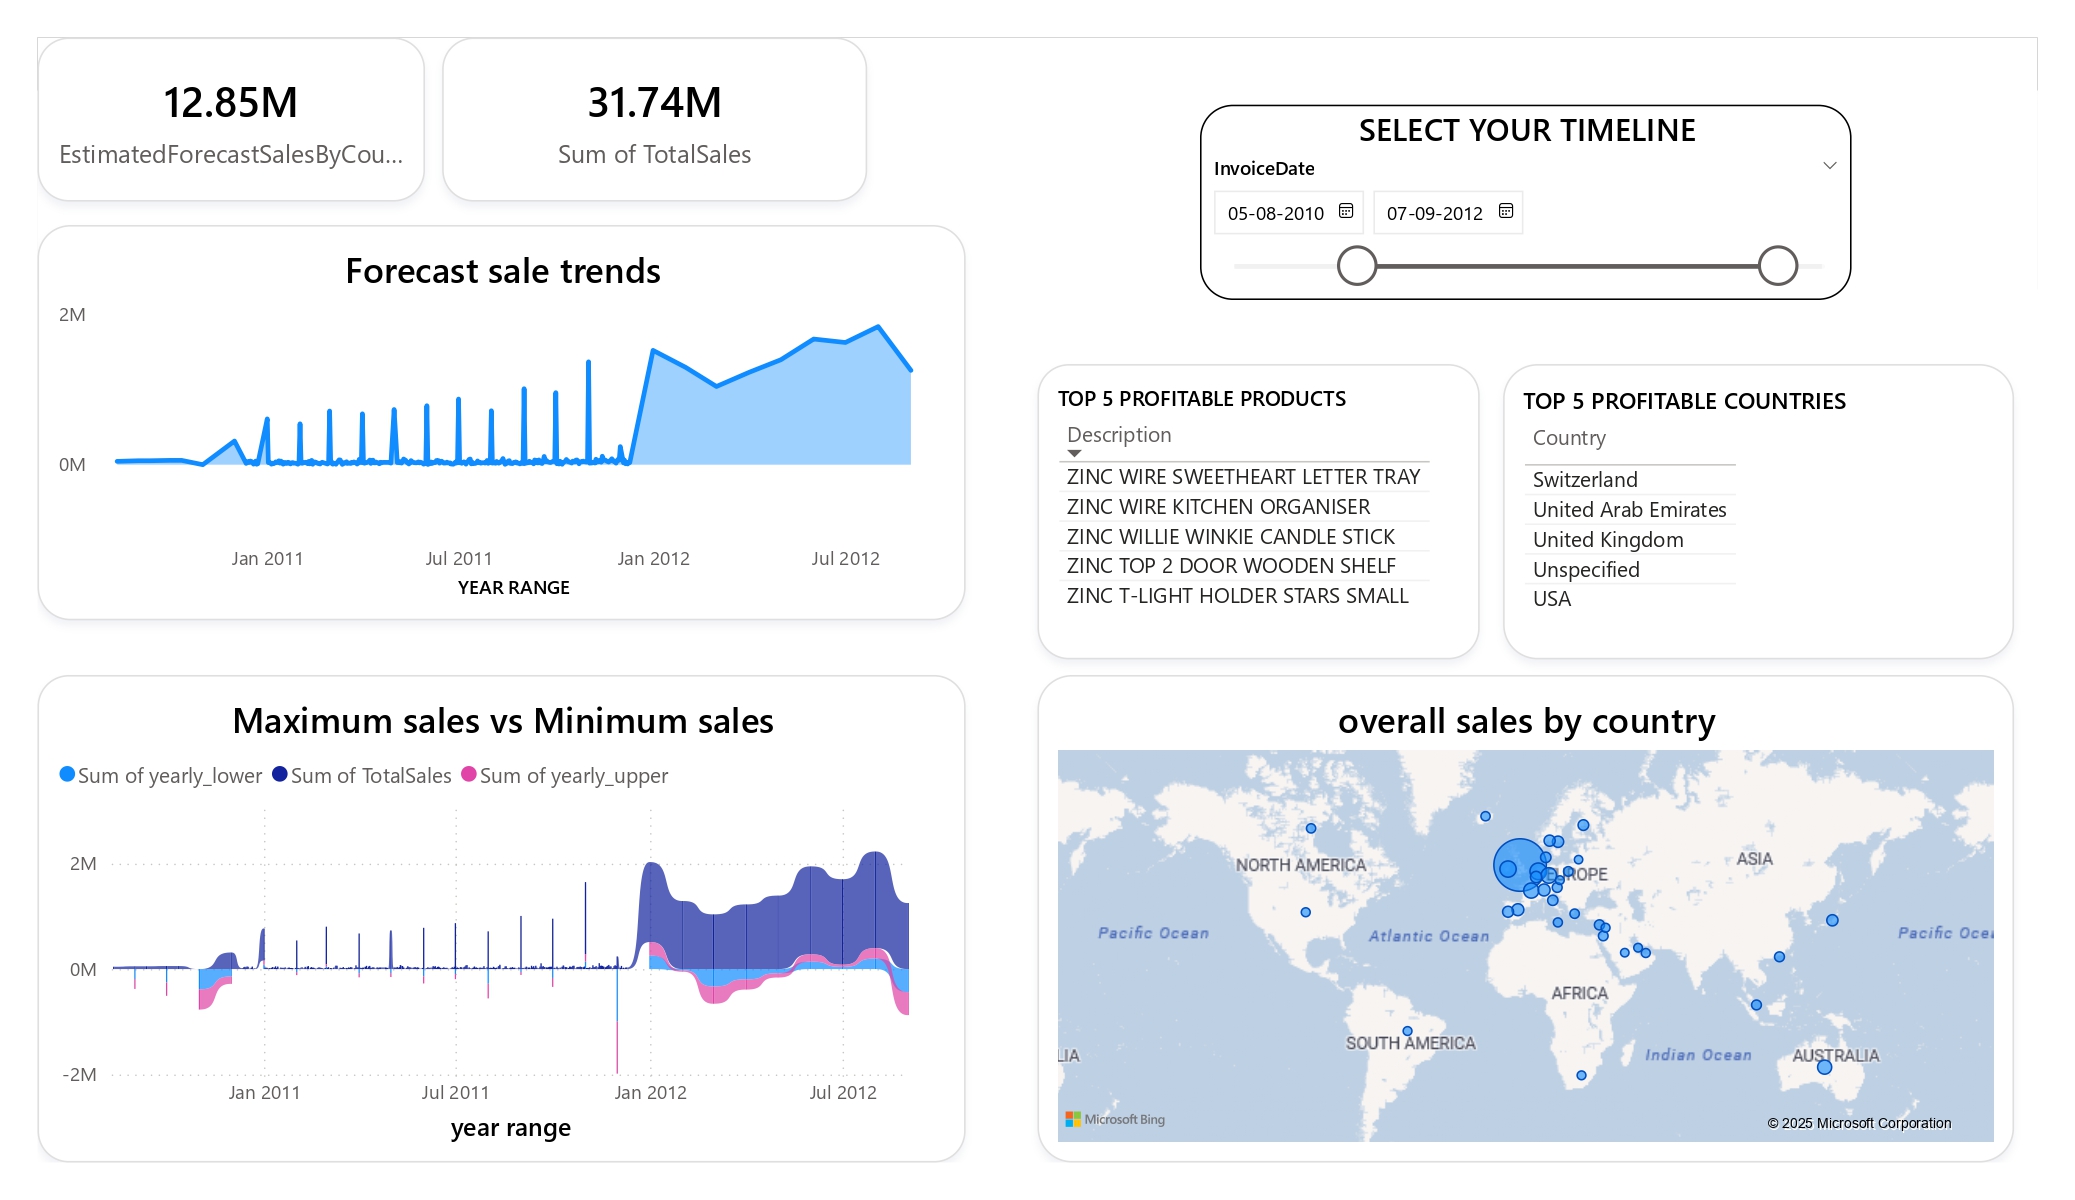 12.85M
EstimatedForecastSalesByCou...
31.74M
Sum of TotalSales
SELECT YOUR TIMELINE
InvoiceDate
05-08-2010
07-09-2012
Forecast sale trends
2M
0M
Jan 2011
Jul 2011
Jan 2012
Jul 2012
YEAR RANGE
TOP 5 PROFITABLE PRODUCTS
Description
ZINC WIRE SWEETHEART LETTER TRAY
ZINC WIRE KITCHEN ORGANISER
ZINC WILLIE WINKIE CANDLE STICK
ZINC TOP 2 DOOR WOODEN SHELF
ZINC T-LIGHT HOLDER STARS SMALL
TOP 5 PROFITABLE COUNTRIES
Country
Switzerland
United Arab Emirates
United Kingdom
Unspecified
USA
Maximum sales vs Minimum sales
Sum of yearly_lower
Sum of TotalSales
Sum of yearly_upper
2M
0M
-2M
Jan 2011
Jul 2011
Jan 2012
Jul 2012
year range
overall sales by country
NORTH AMERICA
EUROPE
ASIA
Pacific Ocean
Atlantic Ocean
Pacific Ocea
AFRICA
SOUTH AMERICA
Indian Ocean
AUSTRALIA
LIA
Microsoft Bing
© 2025 Microsoft Corporation